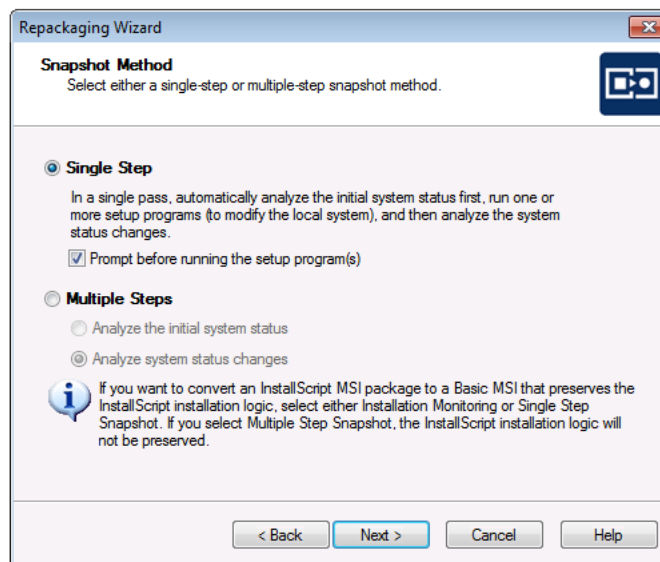 Repackaging Wizard
Snapshot Method
Select either a single-step or multiple-step snapshot method.
Single Step
In a single pass, automatically analyze the initial system status first, run one or
more setup programs (to modify the local system), and then analyze the system
status changes.
Prompt before running the setup program(s)
Multiple Steps
Analyze the initial system status
Analyze system status changes
If you want to convert an InstallScript MSI package to a Basic MSI that preserves the
InstallScript installation logic, select either Installation Monitoring or Single Step
Snapshot. If you select Multiple Step Snapshot, the InstallScript installation logic will
not be preserved.
< Back Next > Cancel Help